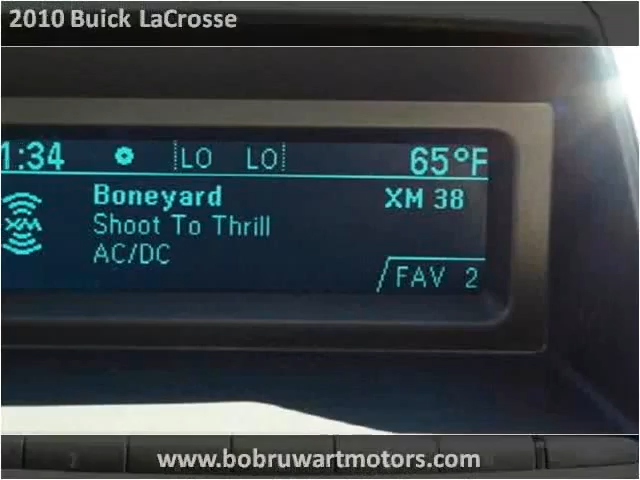 2010 Buick LaCrosse
1:34 LO LO 65°F
Boneyard XM 38
XM Shoot To Thrill
AC/DC
FAV 2
www.bobruwartmotors.com